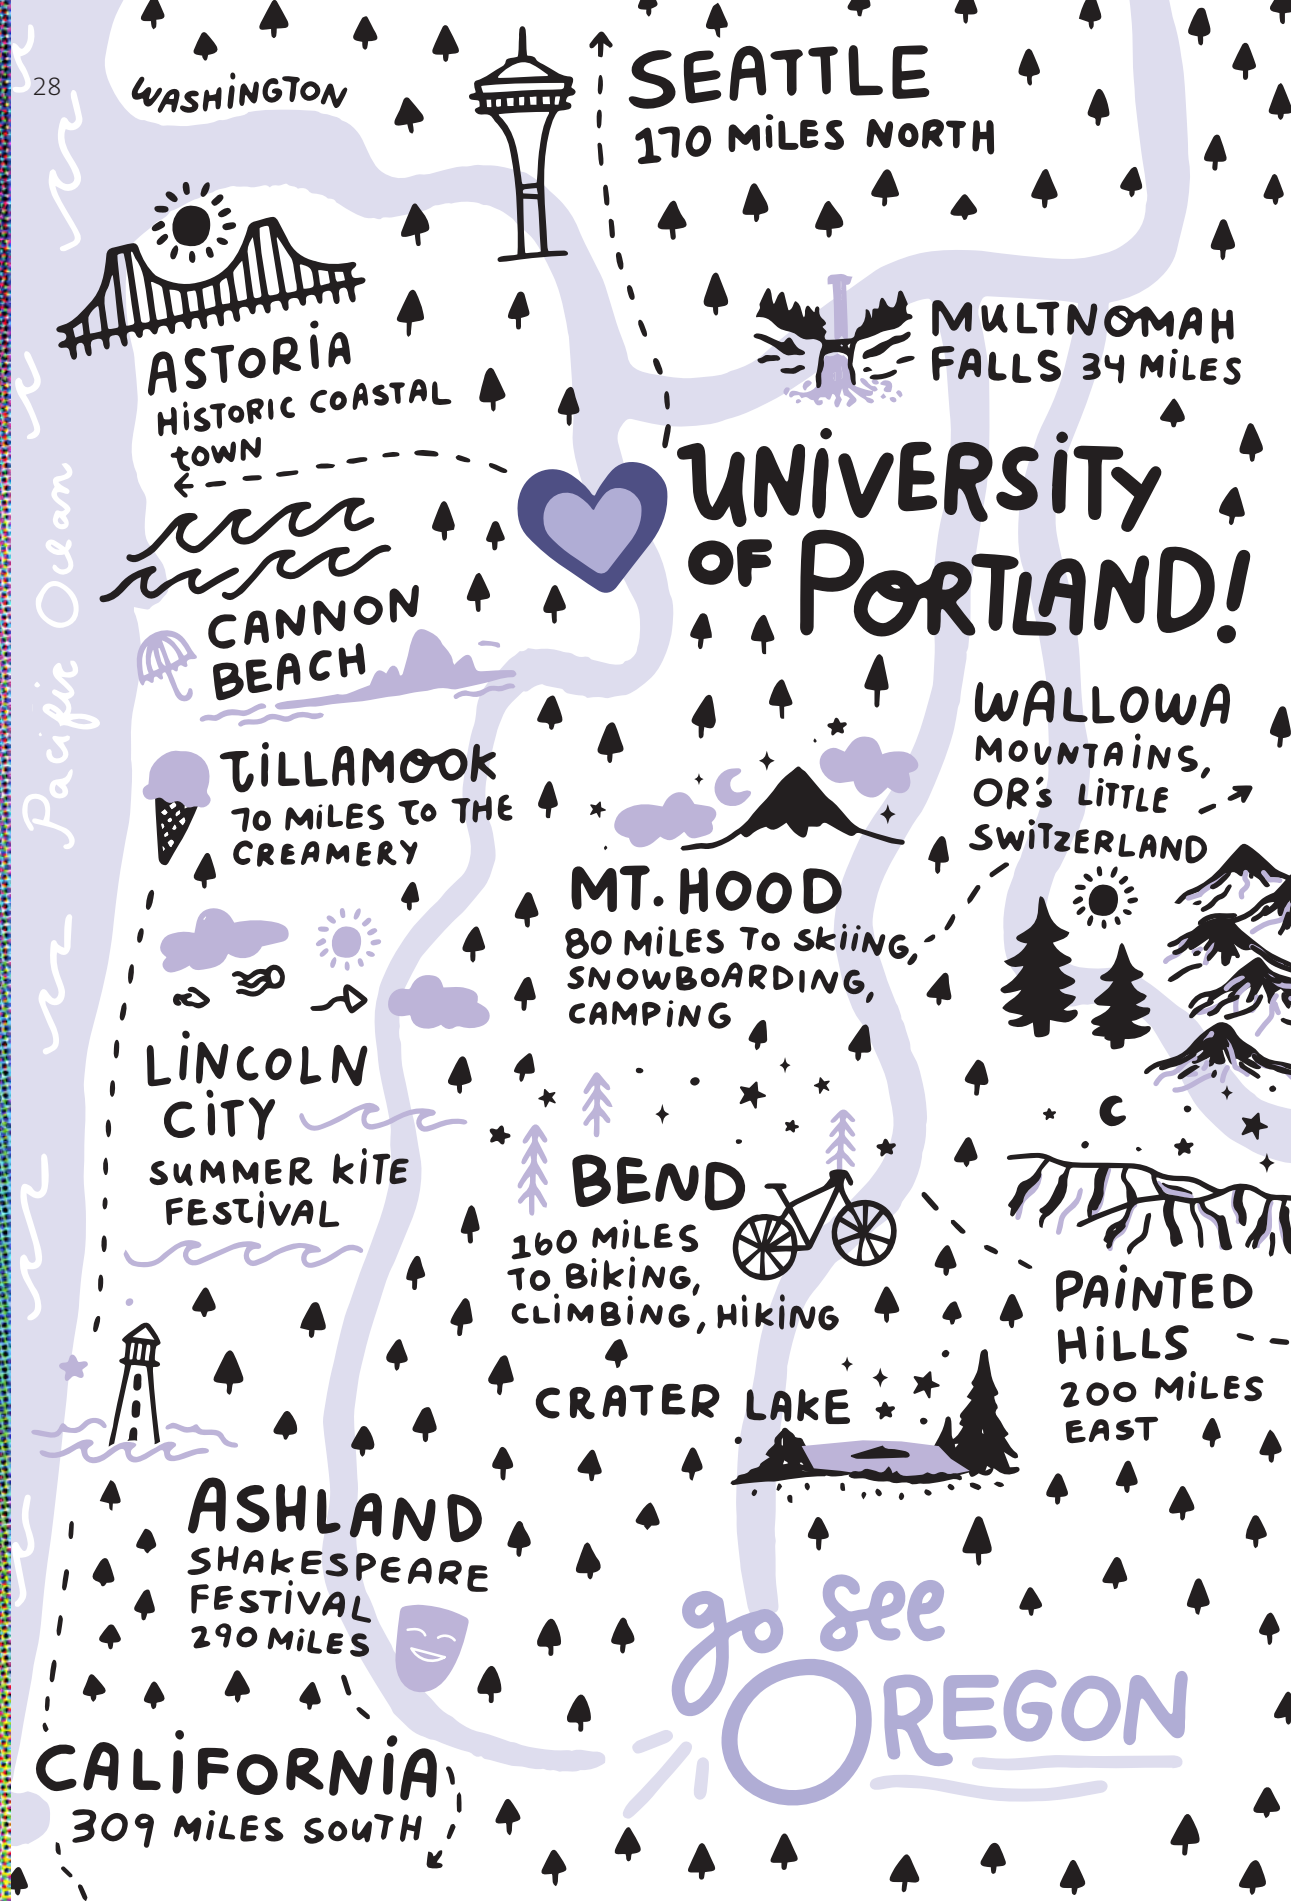 28
WASHiNGTON
SEATTLE
170 MiLES NORTH
ASTORiA
HiSTORIC COASTAL
tOWN
MULTNOMAH
FALLS 34 MiLES
UNiVERSiTy
OF PORTLAND!
Pacific Ocean
CANNON
BEACH
TiLLAMOOK
70 MiLES TO THE
CREAMERY
WALLOWA
MOUNTAiNS,
OR's LiTTLE
SWiTZERLAND
MT. HOOD
80 MiLES TO SkiiNG,
SNOWBOARDING,
CAMPiNG
LiNCOLN
CiTY
SUMMER KiTE
FESTiVAL
BEND
160 MiLES
TO BiKiNG,
CLiMBING, HiKING
PAiNTED
HiLLS
200 MiLES
EAST
CRATER LAKE
ASHLAND
SHAKESPEARE
FESTiVAL
290 MiLES
go see
OREGON
CALiFORNiA
309 MiLES SOUTH